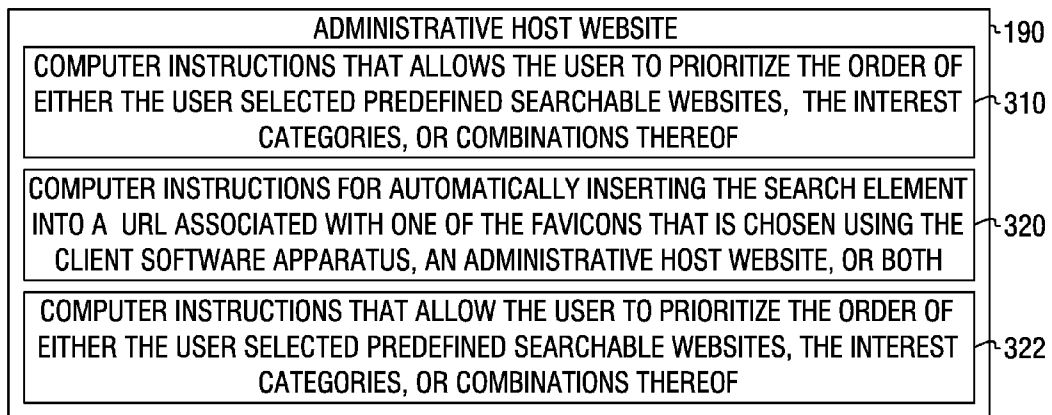 ADMINISTRATIVE HOST WEBSITE
190
COMPUTER INSTRUCTIONS THAT ALLOWS THE USER TO PRIORITIZE THE ORDER OF
EITHER THE USER SELECTED PREDEFINED SEARCHABLE WEBSITES, THE INTEREST
310
CATEGORIES, OR COMBINATIONS THEREOF
COMPUTER INSTRUCTIONS FOR AUTOMATICALLY INSERTING THE SEARCH ELEMENT
INTO A URL ASSOCIATED WITH ONE OF THE FAVICONS THAT IS CHOSEN USING THE
320
CLIENT SOFTWARE APPARATUS, AN ADMINISTRATIVE HOST WEBSITE, OR BOTH
COMPUTER INSTRUCTIONS THAT ALLOW THE USER TO PRIORITIZE THE ORDER OF
EITHER THE USER SELECTED PREDEFINED SEARCHABLE WEBSITES, THE INTEREST
322
CATEGORIES, OR COMBINATIONS THEREOF